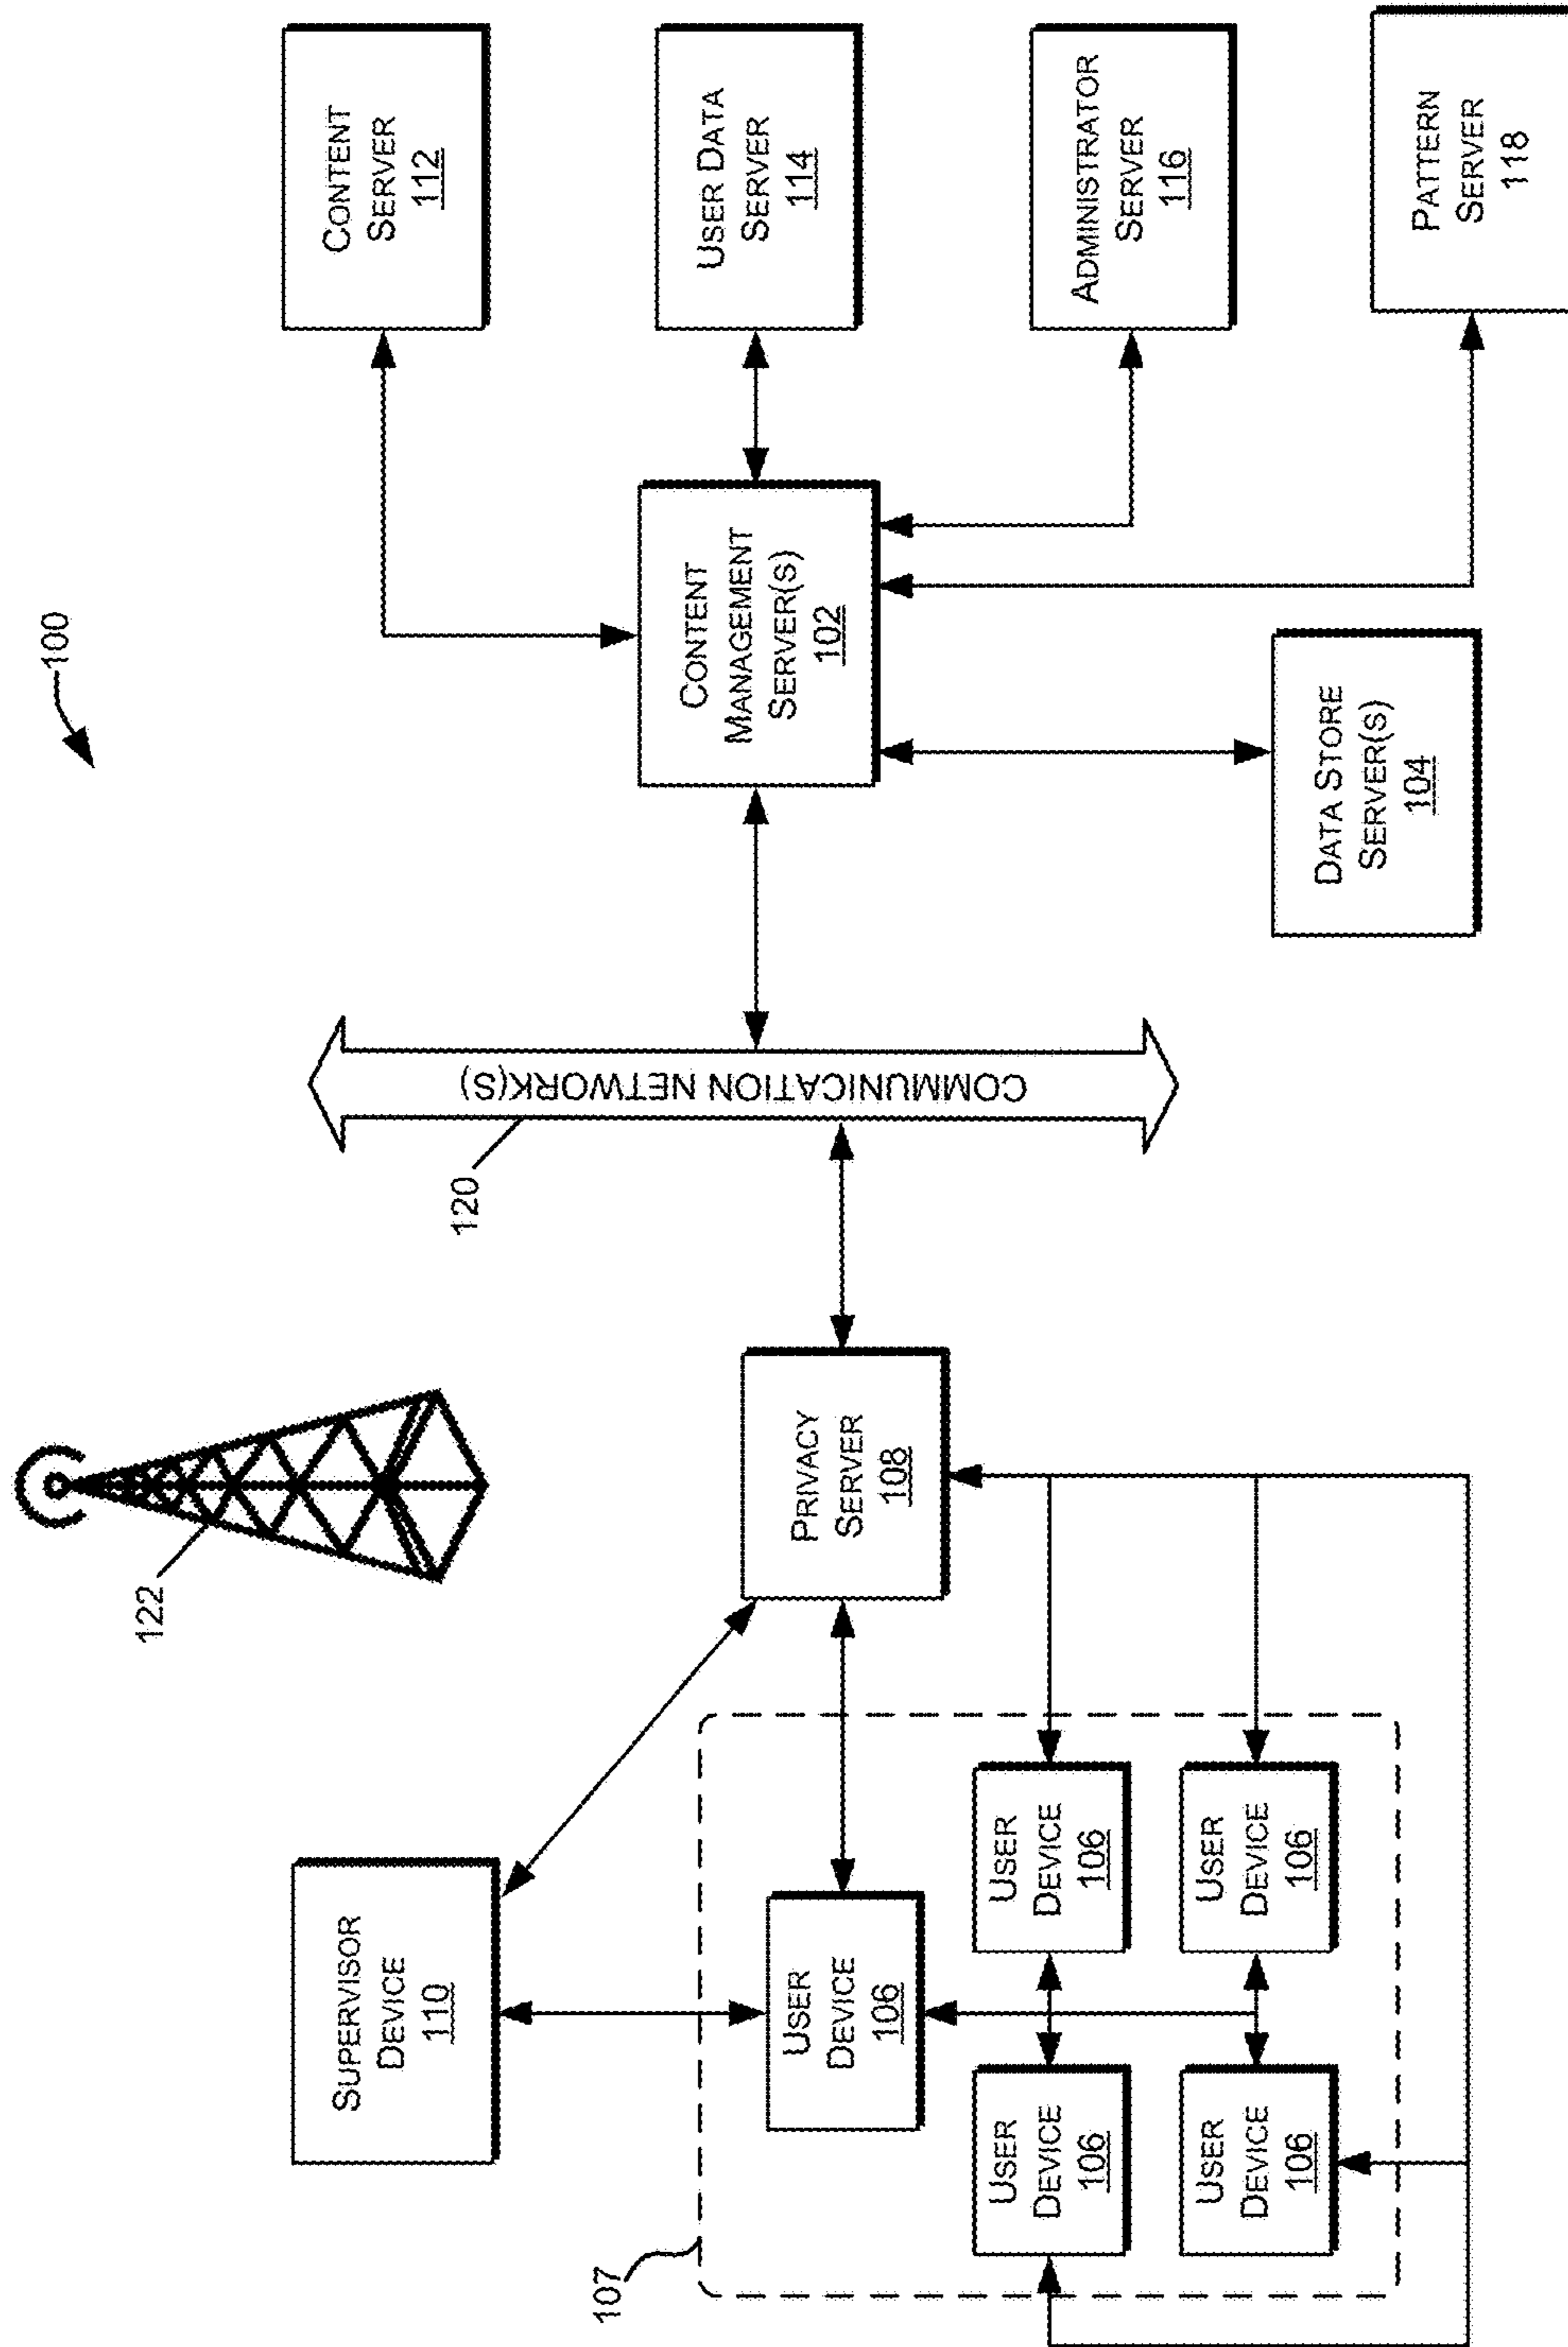 100
122
SUPERVISOR
DEVICE
110
107
USER
DEVICE
106
USER
DEVICE
106
USER
DEVICE
106
USER
DEVICE
106
USER
DEVICE
106
PRIVACY
SERVER
108
120
COMMUNICATION NETWORK(S)
CONTENT
MANAGEMENT
SERVER(S)
102
DATA STORE
SERVER(S)
104
CONTENT
SERVER
112
USER DATA
SERVER
114
ADMINISTRATOR
SERVER
116
PATTERN
SERVER
118